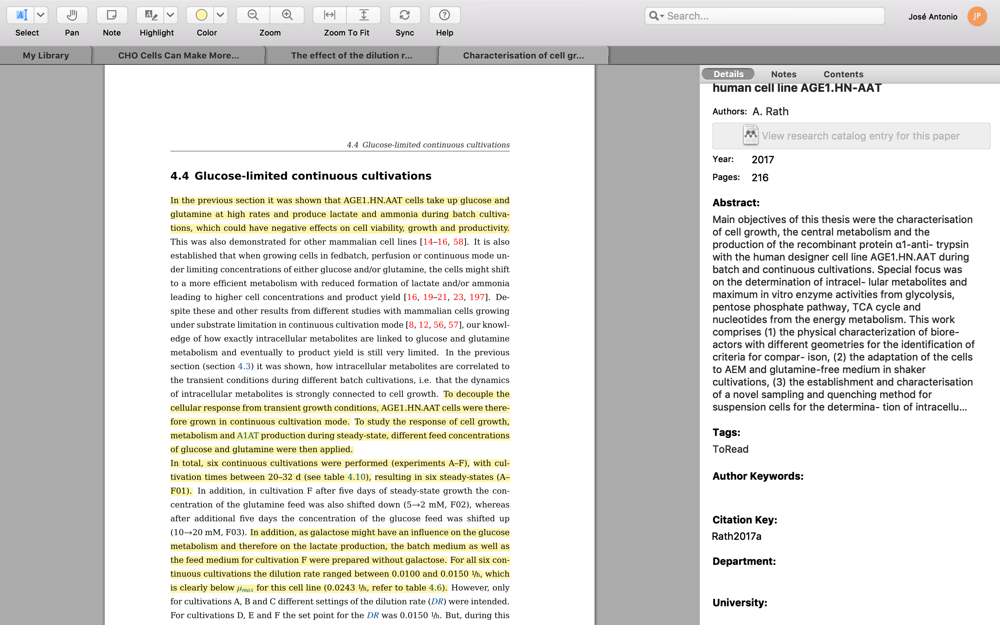 Select
Pan
Note
Highlight
Color
Zoom
Zoom To Fit
Sync
Help
Search...
José Antonio
JP
My Library
CHO Cells Can Make More...
The effect of the dilution r...
Characterisation of cell gr...
4.4 Glucose-limited continuous cultivations
4.4 Glucose-limited continuous cultivations
In the previous section it was shown that AGE1.HN.AAT cells take up glucose and
glutamine at high rates and produce lactate and ammonia during batch cultiva-
tions, which could have negative effects on cell viability, growth and productivity.
This was also demonstrated for other mammalian cell lines [14–16, 58]. It is also
established that when growing cells in fedbatch, perfusion or continuous mode un-
der limiting concentrations of either glucose and/or glutamine, the cells might shift
to a more efficient metabolism with reduced formation of lactate and/or ammonia
leading to higher cell concentrations and product yield [16, 19–21, 23, 197]. De-
spite these and other results from different studies with mammalian cells growing
under substrate limitation in continuous cultivation mode [8, 12, 56, 57], our knowl-
edge of how exactly intracellular metabolites are linked to glucose and glutamine
metabolism and eventually to product yield is still very limited. In the previous
section (section 4.3) it was shown, how intracellular metabolites are correlated to
the transient conditions during different batch cultivations, i.e. that the dynamics
of intracellular metabolites is strongly connected to cell growth. To decouple the
cellular response from transient growth conditions, AGE1.HN.AAT cells were there-
fore grown in continuous cultivation mode. To study the response of cell growth,
metabolism and A1AT production during steady-state, different feed concentrations
of glucose and glutamine were then applied.
In total, six continuous cultivations were performed (experiments A–F), with cul-
tivation times between 20–32 d (see table 4.10), resulting in six steady-states (A–
F01). In addition, in cultivation F after five days of steady-state growth the con-
centration of the glutamine feed was also shifted down (5→2 mM, F02), whereas
after additional five days the concentration of the glucose feed was shifted up
(10→20 mM, F03). In addition, as galactose might have an influence on the glucose
metabolism and therefore on the lactate production, the batch medium as well as
the feed medium for cultivation F were prepared without galactose. For all six con-
tinuous cultivations the dilution rate ranged between 0.0100 and 0.0150 1/h, which
is clearly below μmax for this cell line (0.0243 1/h, refer to table 4.6). However, only
for cultivations A, B and C different settings of the dilution rate (DR) were intended.
For cultivations D, E and F the set point for the DR was 0.0150 1/h. But, during this
Details
Notes
Contents
human cell line AGE1.HN-AAT
Authors: A. Rath
View research catalog entry for this paper
Year: 2017
Pages: 216
Abstract:
Main objectives of this thesis were the characterisation
of cell growth, the central metabolism and the
production of the recombinant protein α1-anti- trypsin
with the human designer cell line AGE1.HN.AAT during
batch and continuous cultivations. Special focus was
on the determination of intracel- lular metabolites and
maximum in vitro enzyme activities from glycolysis,
pentose phosphate pathway, TCA cycle and
nucleotides from the energy metabolism. This work
comprises (1) the physical characterization of biore-
actors with different geometries for the identification of
criteria for compar- ison, (2) the adaptation of the cells
to AEM and glutamine-free medium in shaker
cultivations, (3) the establishment and characterisation
of a novel sampling and quenching method for
suspension cells for the determina- tion of intracellu...
Tags:
ToRead
Author Keywords:
Citation Key:
Rath2017a
Department:
University: